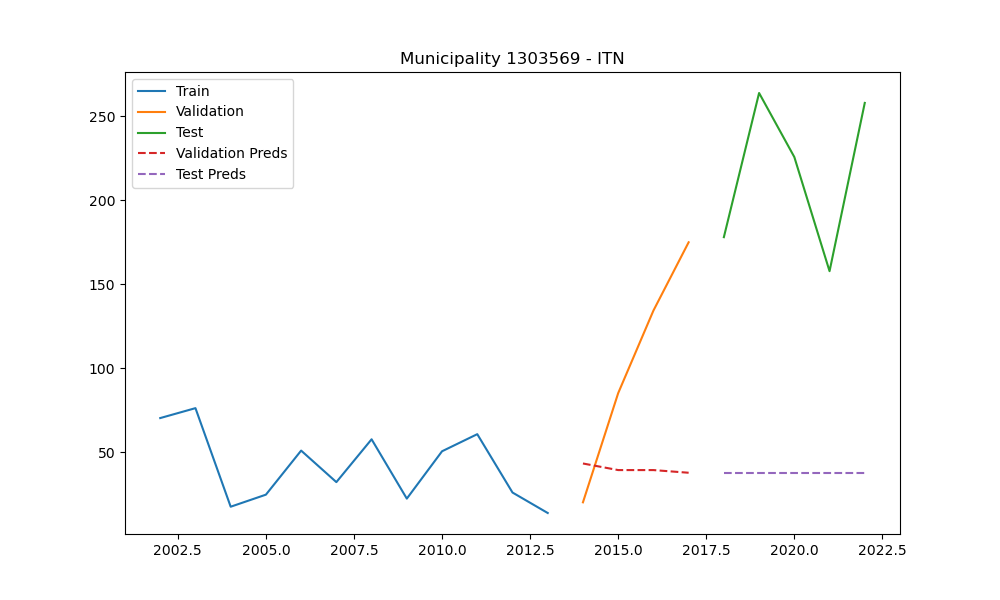 Municipality 1303569 - ITN
Train
Validation
Test
Validation Preds
Test Preds
250
200
150
100
50
2002.5 2005.0 2007.5 2010.0 2012.5 2015.0 2017.5 2020.0 2022.5